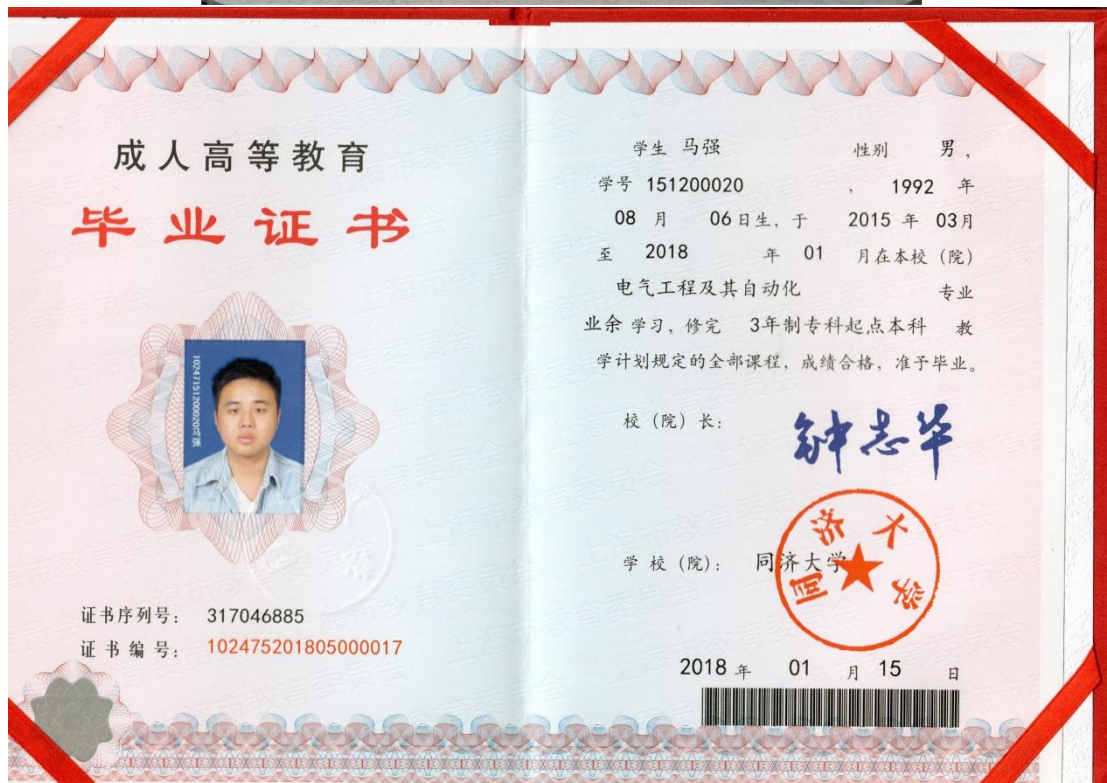 成人高等教育
毕业证书
证书序列号: 317046885
证书编号: 102475201805000017
学生 马强 性别 男,
学号 151200020 , 1992 年
08 月 06日生, 于 2015 年 03月
至 2018 年 01 月在本校 (院)
电气工程及其自动化 专业
业余 学习, 修完 3年制专科起点本科 教
学计划规定的全部课程, 成绩合格, 准予毕业。
校 (院) 长:
钟志华
学校 (院): 同济大学
同济大学
2018 年 01 月 15 日